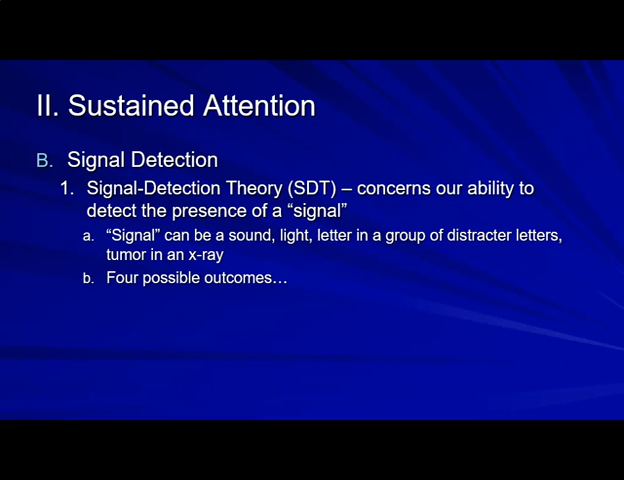 II. Sustained Attention
B. Signal Detection
1. Signal-Detection Theory (SDT) – concerns our ability to
detect the presence of a “signal”
a. “Signal” can be a sound, light, letter in a group of distracter letters,
tumor in an x-ray
b. Four possible outcomes…